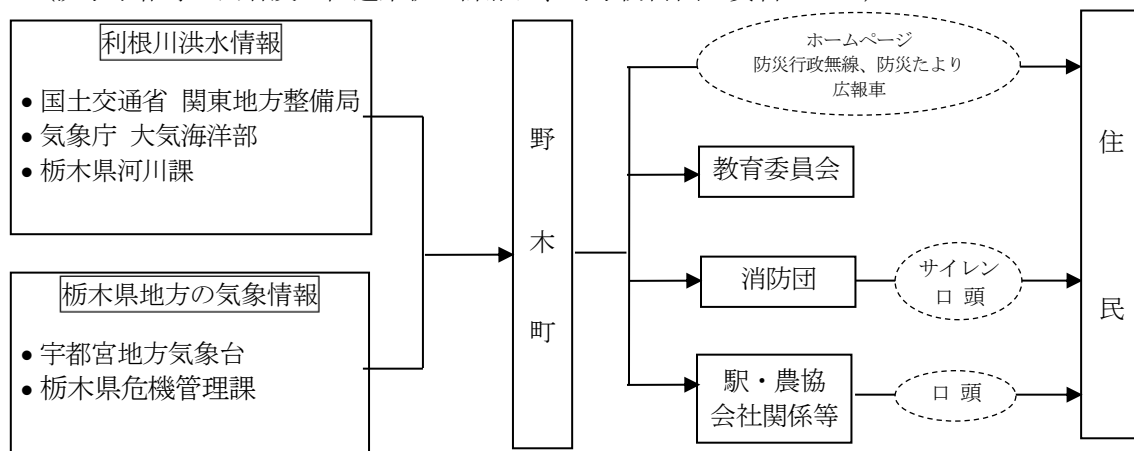 利根川洪水情報
● 国土交通省 関東地方整備局
● 気象庁 大気海洋部
● 栃木県河川課
栃木県地方の気象情報
● 宇都宮地方気象台
● 栃木県危機管理課
野木町
ホームページ
防災行政無線、防災たより
広報車
教育委員会
消防団
サイレン
口 頭
駅・農協
会社関係等
口 頭
住民